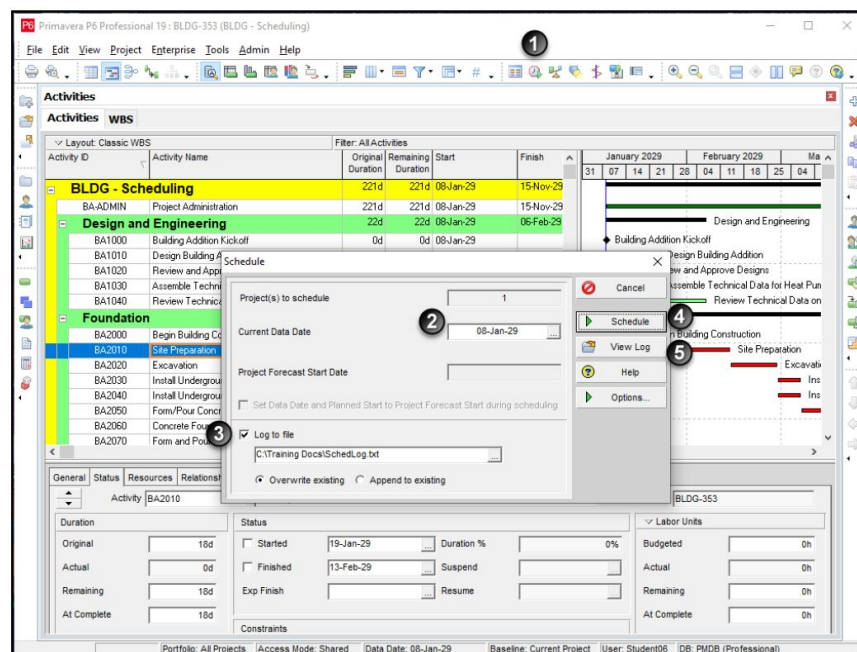 P6 Primavera P6 Professional 19 : BLDG-353 (BLDG - Scheduling)
File Edit View Project Enterprise Tools Admin Help
1
Activities
Activities WBS
Layout: Classic WBS Filter: All Activities
Activity ID Activity Name Original Duration Remaining Duration Start Finish January 2029 February 2029 Ma
31 07 14 21 28 04 11 18 25 04
BLDG - Scheduling 221d 221d 08-Jan-29 15-Nov-29
BA-ADMIN Project Administration 221d 221d 08-Jan-29 15-Nov-29
Design and Engineering 22d 22d 08-Jan-29 06-Feb-29 Design and Engineering
BA1000 Building Addition Kickoff 0d 0d 08-Jan-29 Building Addition Kickoff
BA1010 Design Building A Design Building Addition
BA1020 Review and App ew and Approve Designs
BA1030 Assemble Techni ssemble Technical Data for Heat Pum
BA1040 Review Technica Review Technical Data on
Foundation
BA2000 Begin Building Co Building Construction
BA2010 Site Preparation Site Preparation
BA2020 Excavation Excavatio
BA2030 Install Undergrou Ins
BA2040 Install Undergrou Ins
BA2050 Form/Pour Concr
BA2060 Concrete Four
BA2070 Form and Pou
Schedule
Project(s) to schedule 1
Cancel
2
Current Data Date 08-Jan-29 ...
Schedule 4
View Log 5
Project Forecast Start Date
Help
Set Data Date and Planned Start to Project Forecast Start during scheduling
Options...
3
Log to file
C:\Training Docs\SchedLog.txt ...
Overwrite existing Append to existing
General Status Resources Relationsh
Activity BA2010 BLDG-353
Duration Status Labor Units
Original 18d Started 19-Jan-29 ... Duration % 0% Budgeted 0h
Actual 0d Finished 13-Feb-29 ... Suspend Actual 0h
Remaining 18d Exp Finish ... Resume Remaining 0h
At Complete 18d At Complete 0h
Constraints
Portfolio: All Projects Access Mode: Shared Data Date: 08-Jan-29 Baseline: Current Project User: Student06 DB: PMDB (Professional)